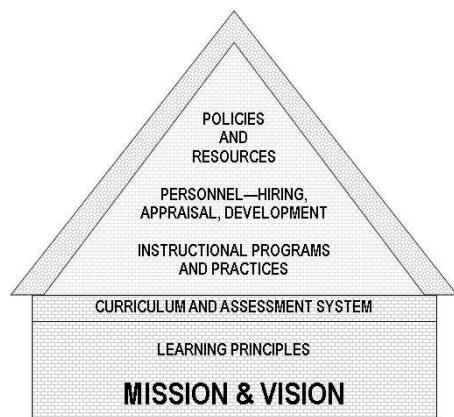 POLICIES
AND
RESOURCES
PERSONNEL—HIRING,
APPRAISAL, DEVELOPMENT
INSTRUCTIONAL PROGRAMS
AND PRACTICES
CURRICULUM AND ASSESSMENT SYSTEM
LEARNING PRINCIPLES
MISSION & VISION